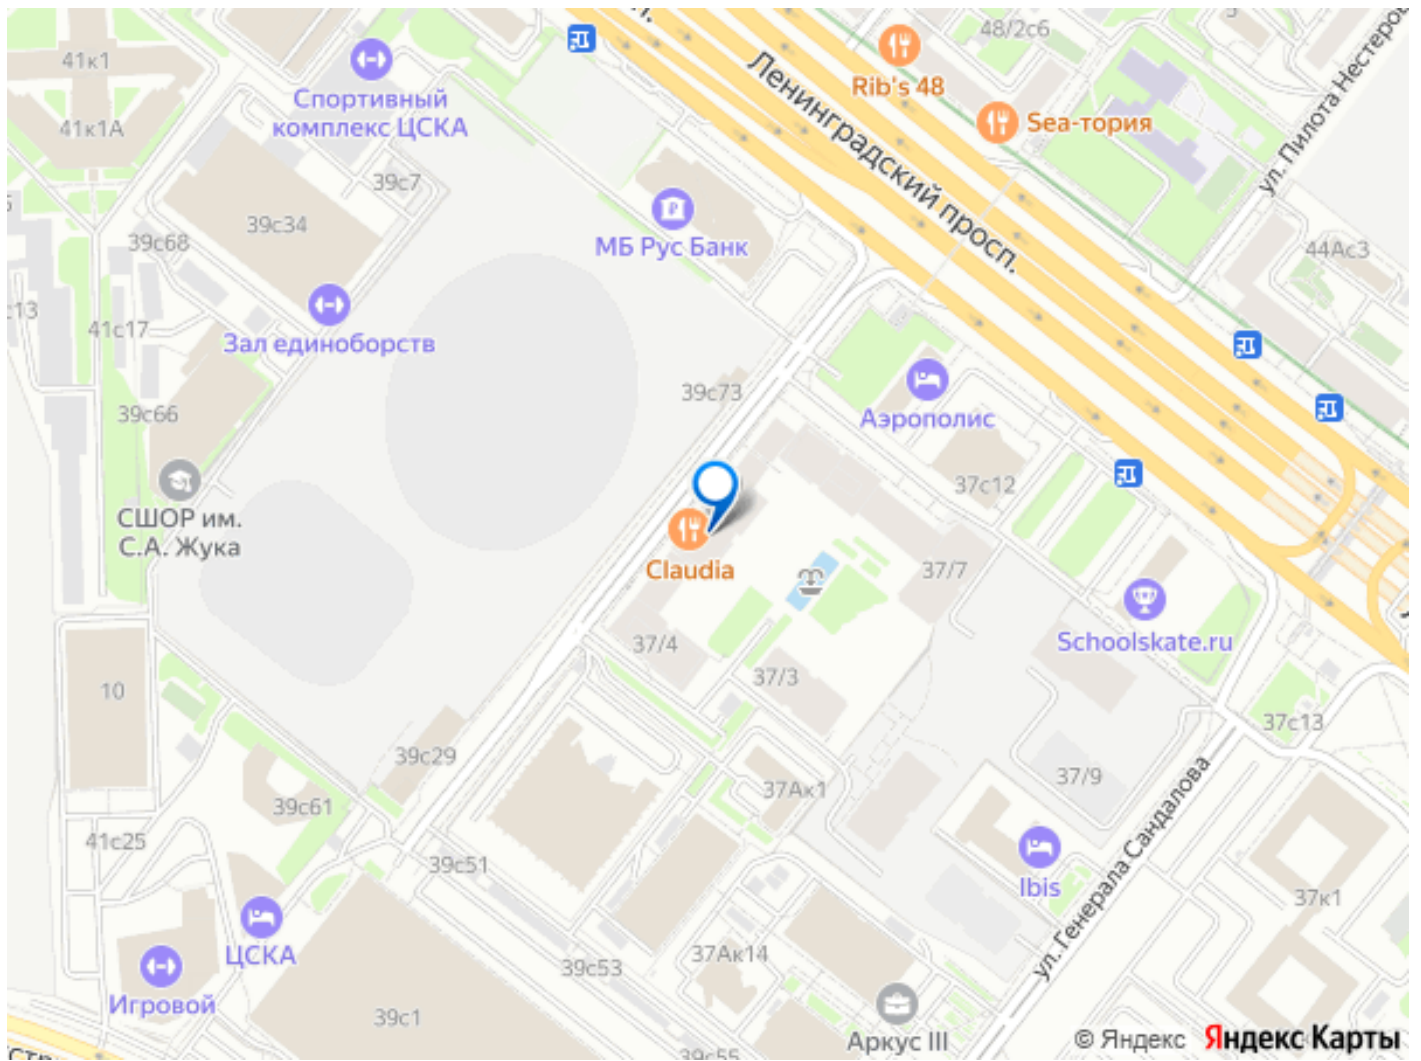 48/2с6
41к1
Rib's 48
Спортивный
комплекс ЦСКА
Sea-тория
41к1А
Ленинградский просп.
ул. Пилота Нестеров
39с7
39с34
39с68
МБ Рус Банк
44Ас3
41с17
Зал единоборств
39с73
39с66
Аэрополис
37с12
СШОР им.
С.А. Жука
Claudia
37/7
37/4
Schoolskate.ru
37/3
10
37с13
39с29
37/9
37Ак1
39с61
41с25
39с51
Ibis
ул. Генерала Сандалова
37к1
ЦСКА
37Ак14
39с53
Игровой
39с1
Аркус III
39с55
© Яндекс Яндекс Карты